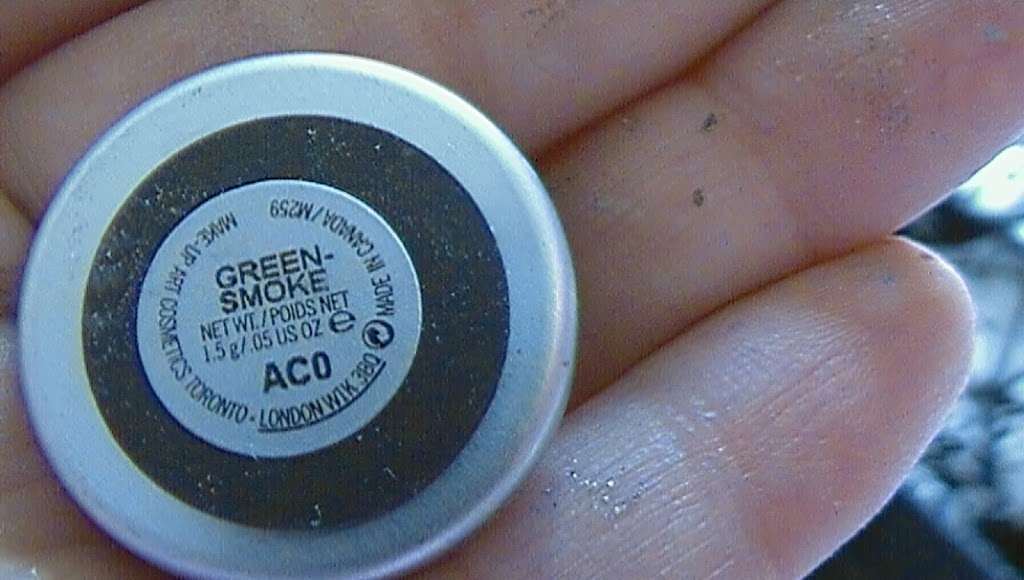 GREEN-
SMOKE
NET WT./POIDS NET
1.5 g/.05 US OZ e
AC0
MAKE-UP ART COSMETICS TORONTO - LONDON W1K 3BQ
MADE IN CANADA/M259